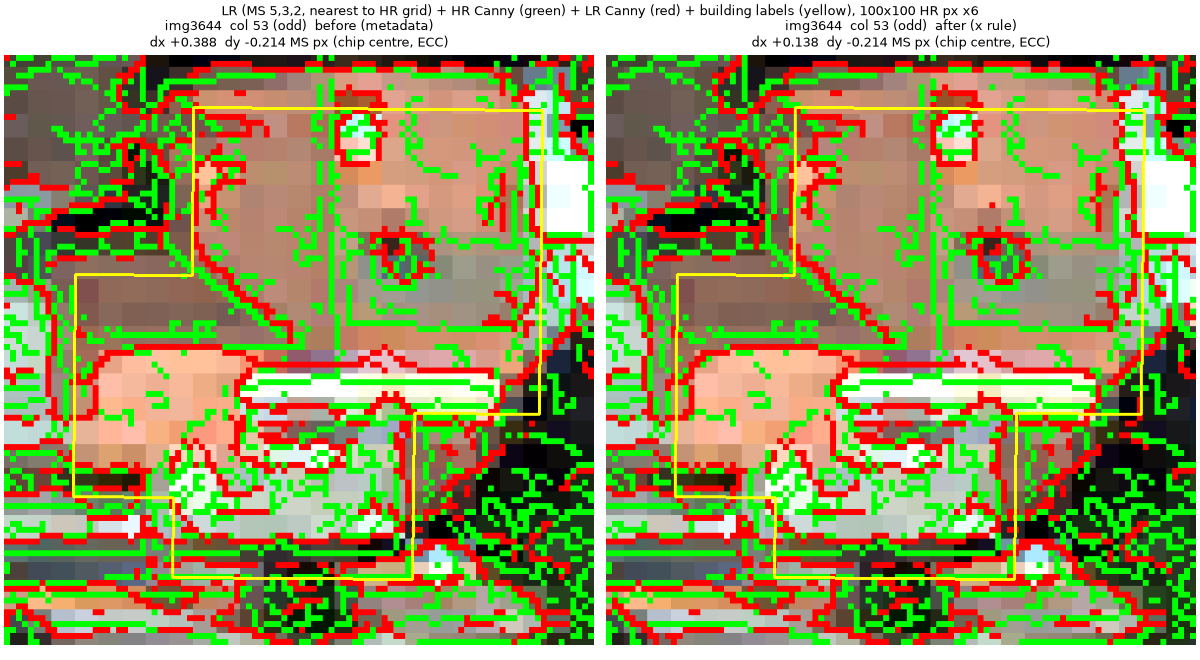 LR (MS 5,3,2, nearest to HR grid) + HR Canny (green) + LR Canny (red) + building labels (yellow), 100x100 HR px x6
img3644  col 53 (odd)  before (metadata)
dx +0.388  dy -0.214 MS px (chip centre, ECC)
img3644  col 53 (odd)  after (x rule)
dx +0.138  dy -0.214 MS px (chip centre, ECC)